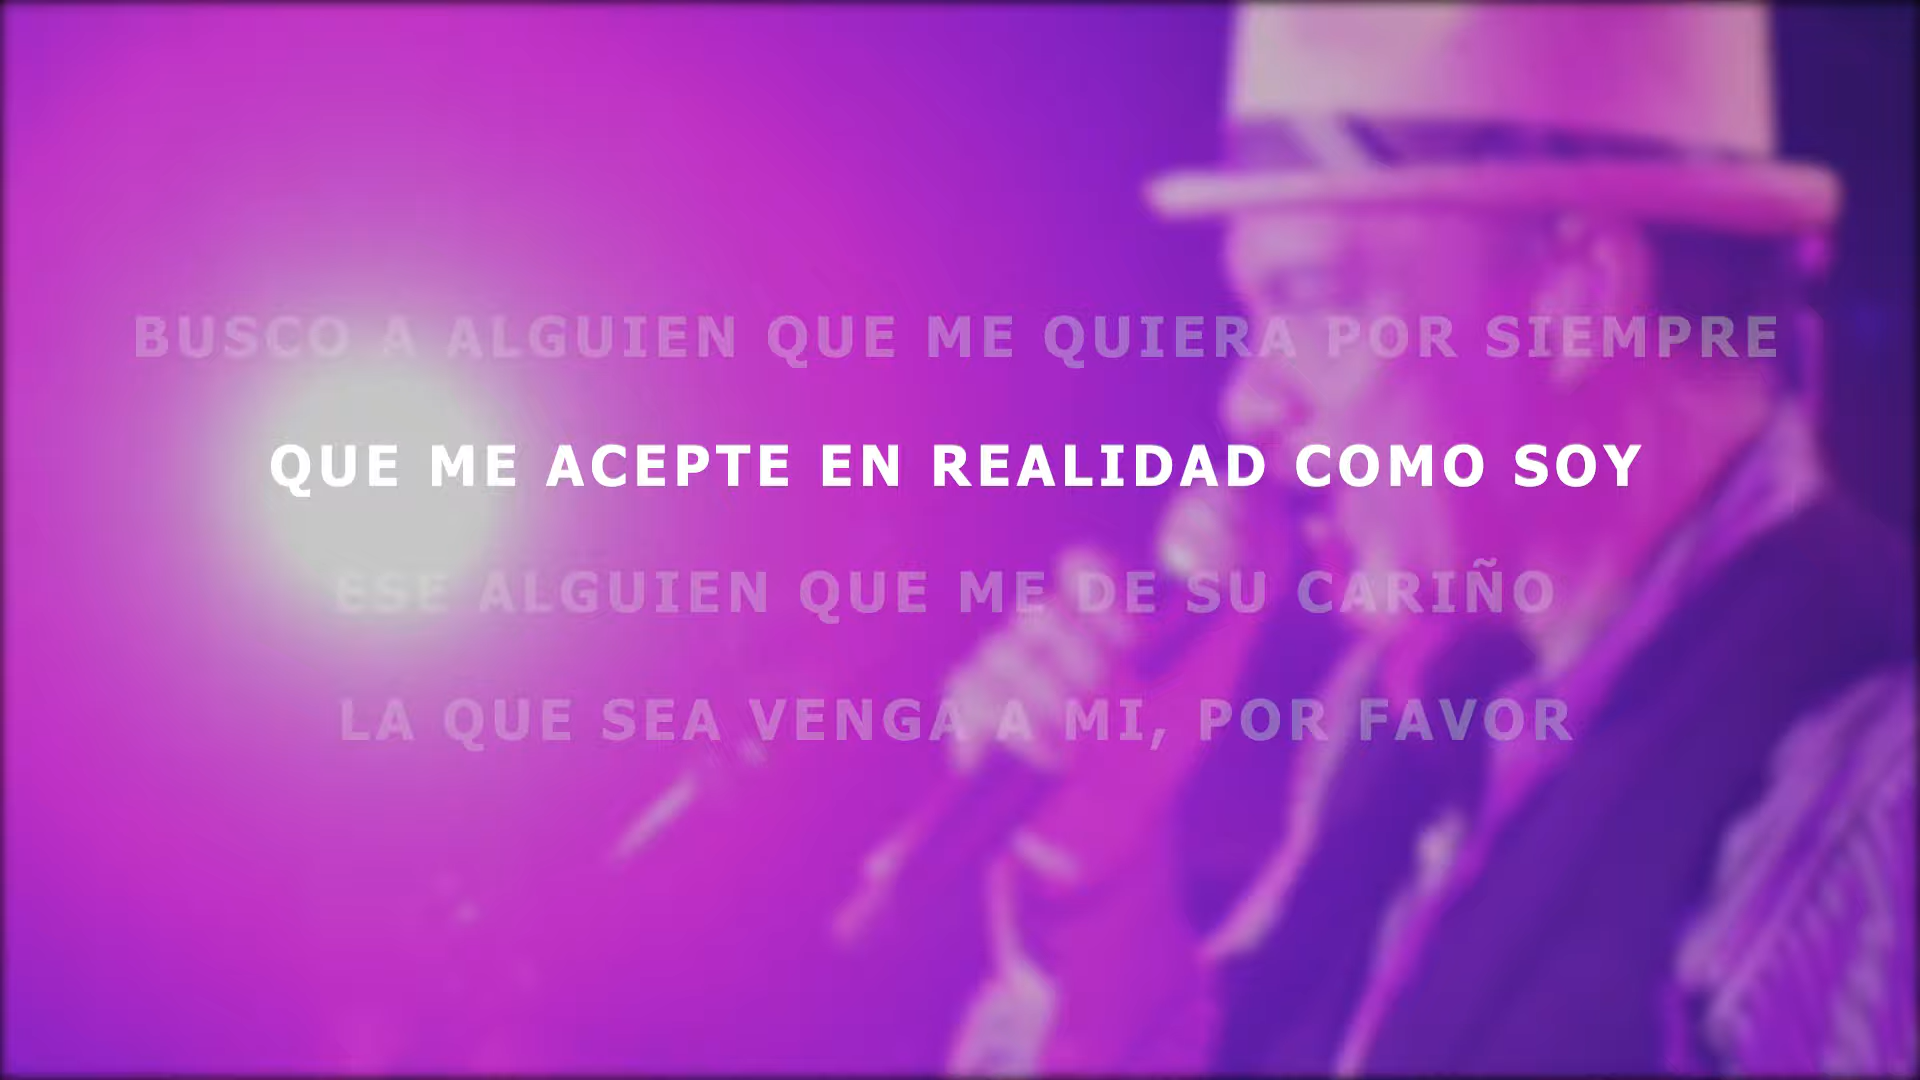 BUSCO A ALGUIEN QUE ME QUIERA POR SIEMPRE
QUE ME ACEPTE EN REALIDAD COMO SOY
ESE ALGUIEN QUE ME DE SU CARIÑO
LA QUE SEA VENGA A MI, POR FAVOR